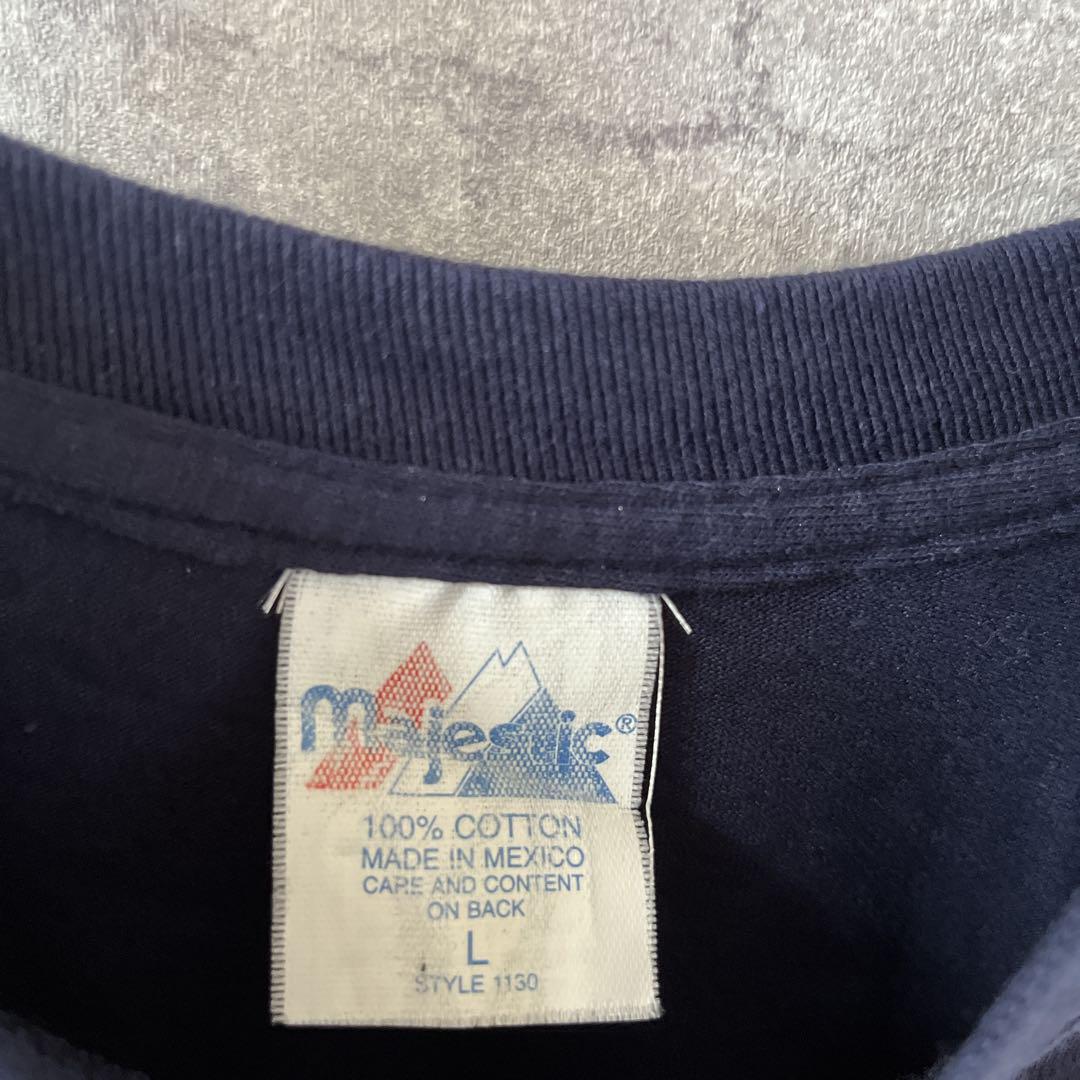 majestic®
100% COTTON
MADE IN MEXICO
CARE AND CONTENT
ON BACK
L
STYLE 1130